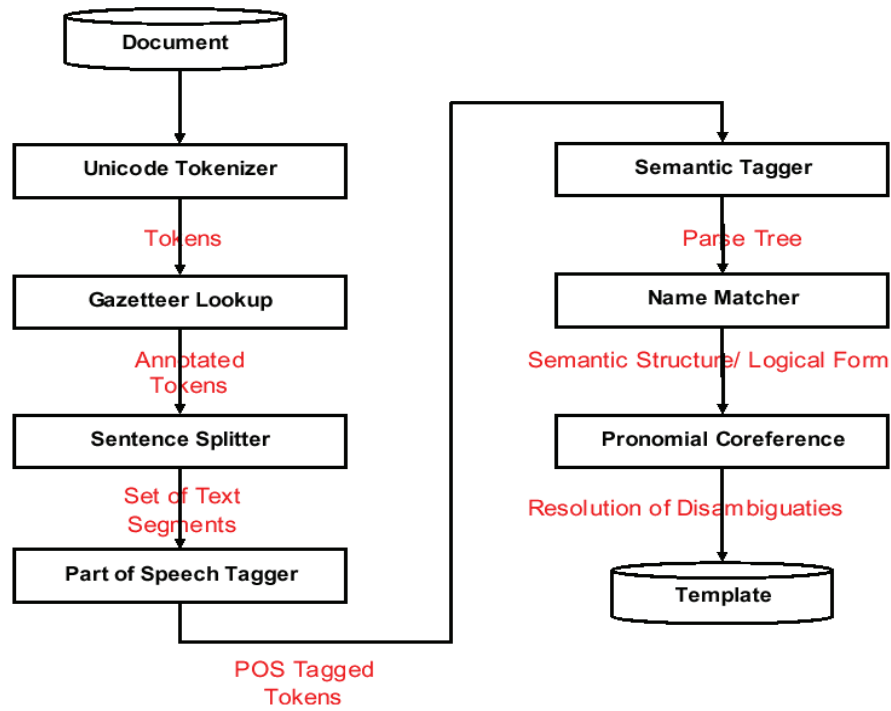 Document
Unicode Tokenizer
Tokens
Gazetteer Lookup
Annotated
Tokens
Sentence Splitter
Set of Text
Segments
Part of Speech Tagger
POS Tagged
Tokens
Semantic Tagger
Parse Tree
Name Matcher
Semantic Structure/ Logical Form
Pronomial Coreference
Resolution of Disambiguaties
Template